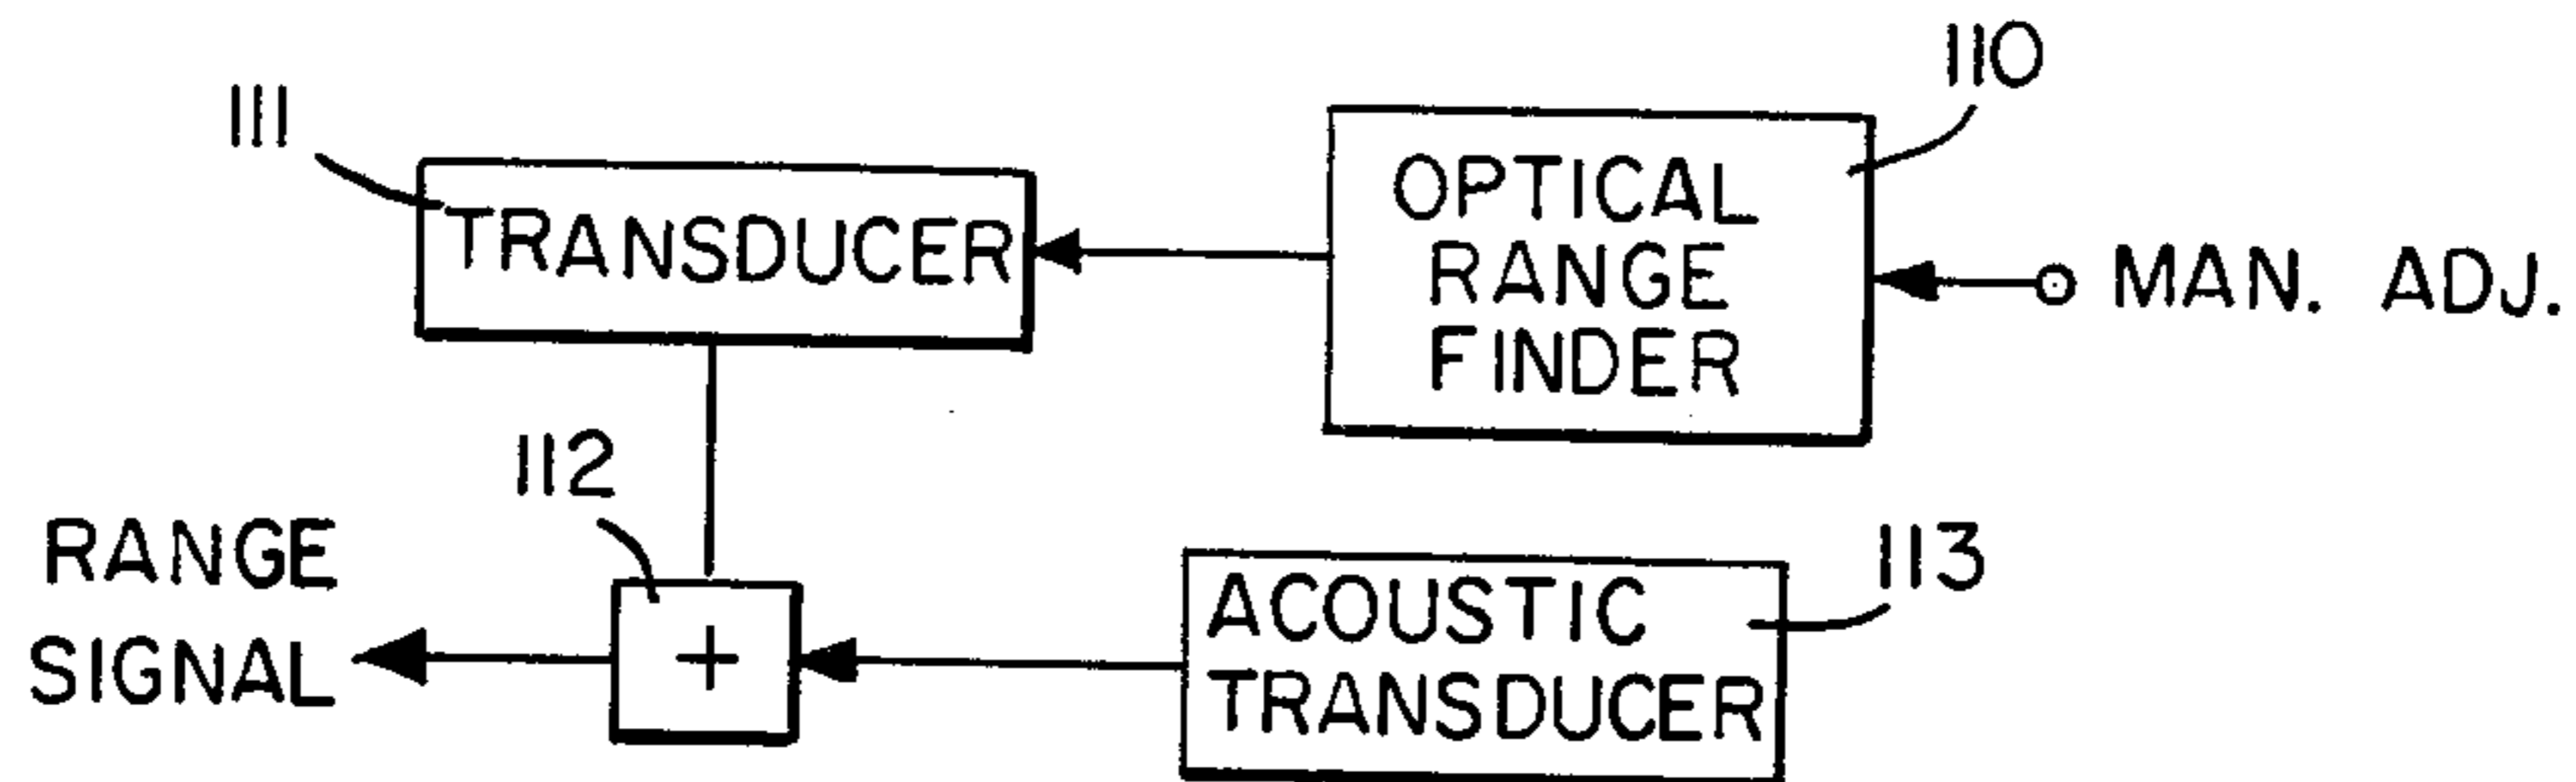 110
111
OPTICAL
RANGE
FINDER
TRANSDUCER
MAN. ADJ.
112
RANGE
SIGNAL
+
ACOUSTIC
TRANSDUCER
113